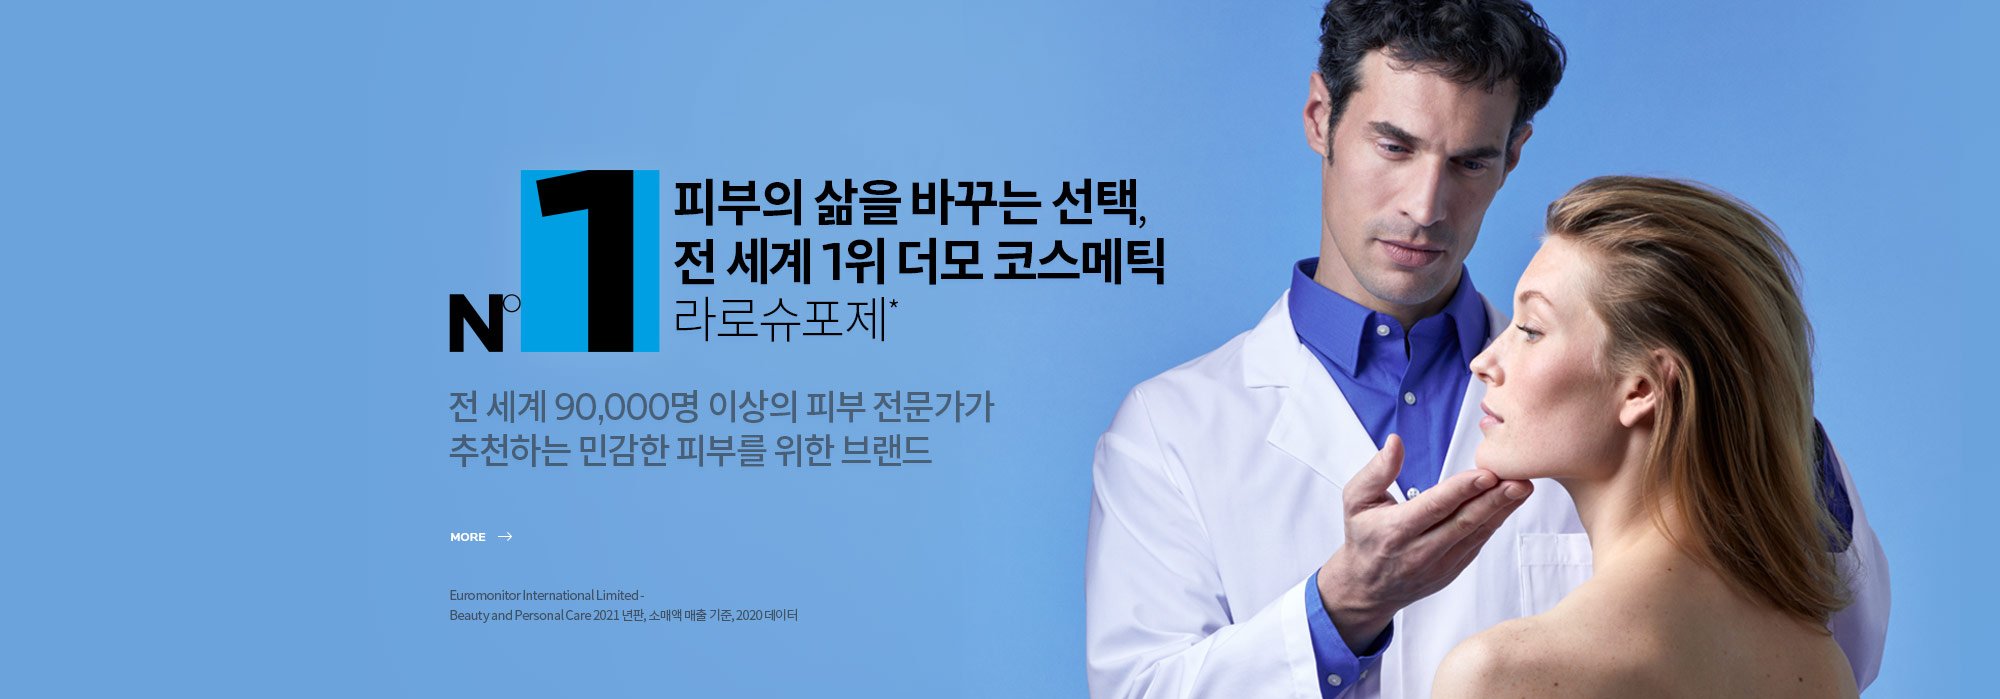 N° 1
피부의 삶을 바꾸는 선택,
전 세계 1위 더모 코스메틱
라로슈포제*
전 세계 90,000명 이상의 피부 전문가가
추천하는 민감한 피부를 위한 브랜드
MORE →
Euromonitor International Limited -
Beauty and Personal Care 2021 년판, 소매액 매출 기준, 2020 데이터